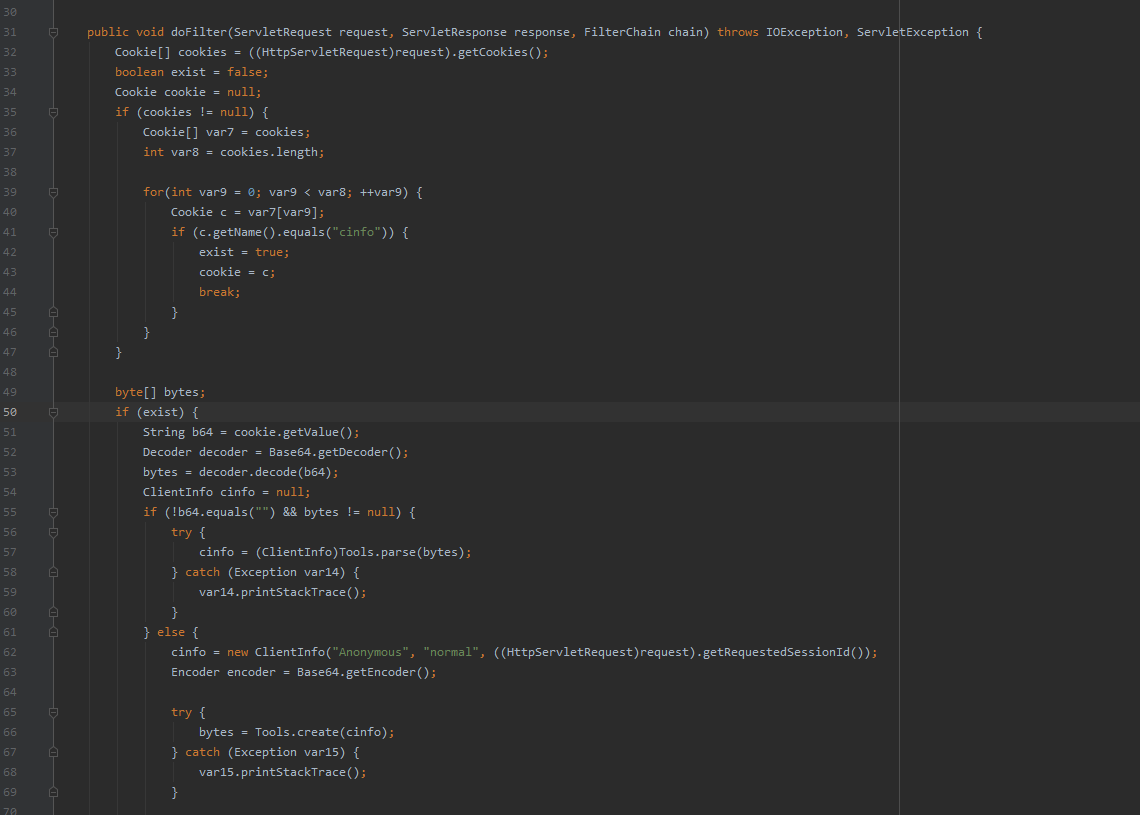 30
31 public void doFilter(ServletRequest request, ServletResponse response, FilterChain chain) throws IOException, ServletException {
32 Cookie[] cookies = ((HttpServletRequest)request).getCookies();
33 boolean exist = false;
34 Cookie cookie = null;
35 if (cookies != null) {
36 Cookie[] var7 = cookies;
37 int var8 = cookies.length;
38
39 for(int var9 = 0; var9 < var8; ++var9) {
40 Cookie c = var7[var9];
41 if (c.getName().equals("cinfo")) {
42 exist = true;
43 cookie = c;
44 break;
45 }
46 }
47 }
48
49 byte[] bytes;
50 if (exist) {
51 String b64 = cookie.getValue();
52 Decoder decoder = Base64.getDecoder();
53 bytes = decoder.decode(b64);
54 ClientInfo cinfo = null;
55 if (!b64.equals("") && bytes != null) {
56 try {
57 cinfo = (ClientInfo)Tools.parse(bytes);
58 } catch (Exception var14) {
59 var14.printStackTrace();
60 }
61 } else {
62 cinfo = new ClientInfo("Anonymous", "normal", ((HttpServletRequest)request).getRequestedSessionId());
63 Encoder encoder = Base64.getEncoder();
64
65 try {
66 bytes = Tools.create(cinfo);
67 } catch (Exception var15) {
68 var15.printStackTrace();
69 }
70